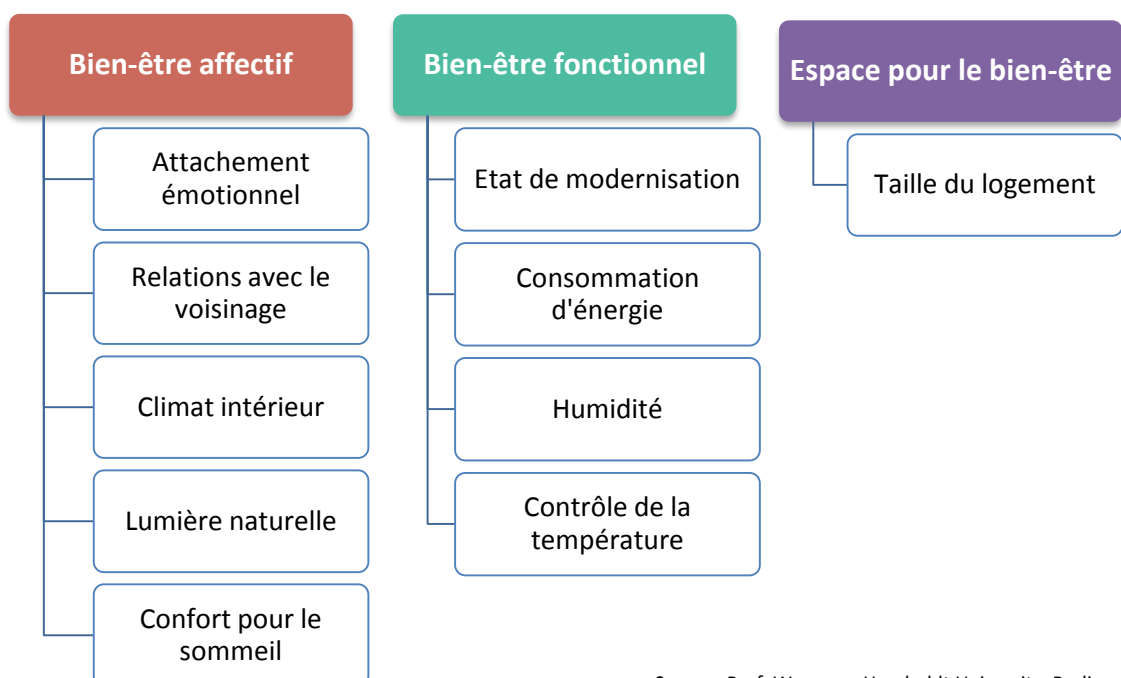 Bien-être affectif
Attachement
émotionnel
Relations avec le
voisinage
Climat intérieur
Lumière naturelle
Confort pour le
sommeil
Bien-être fonctionnel
Etat de modernisation
Consommation
d'énergie
Humidité
Contrôle de la
température
Espace pour le bien-être
Taille du logement